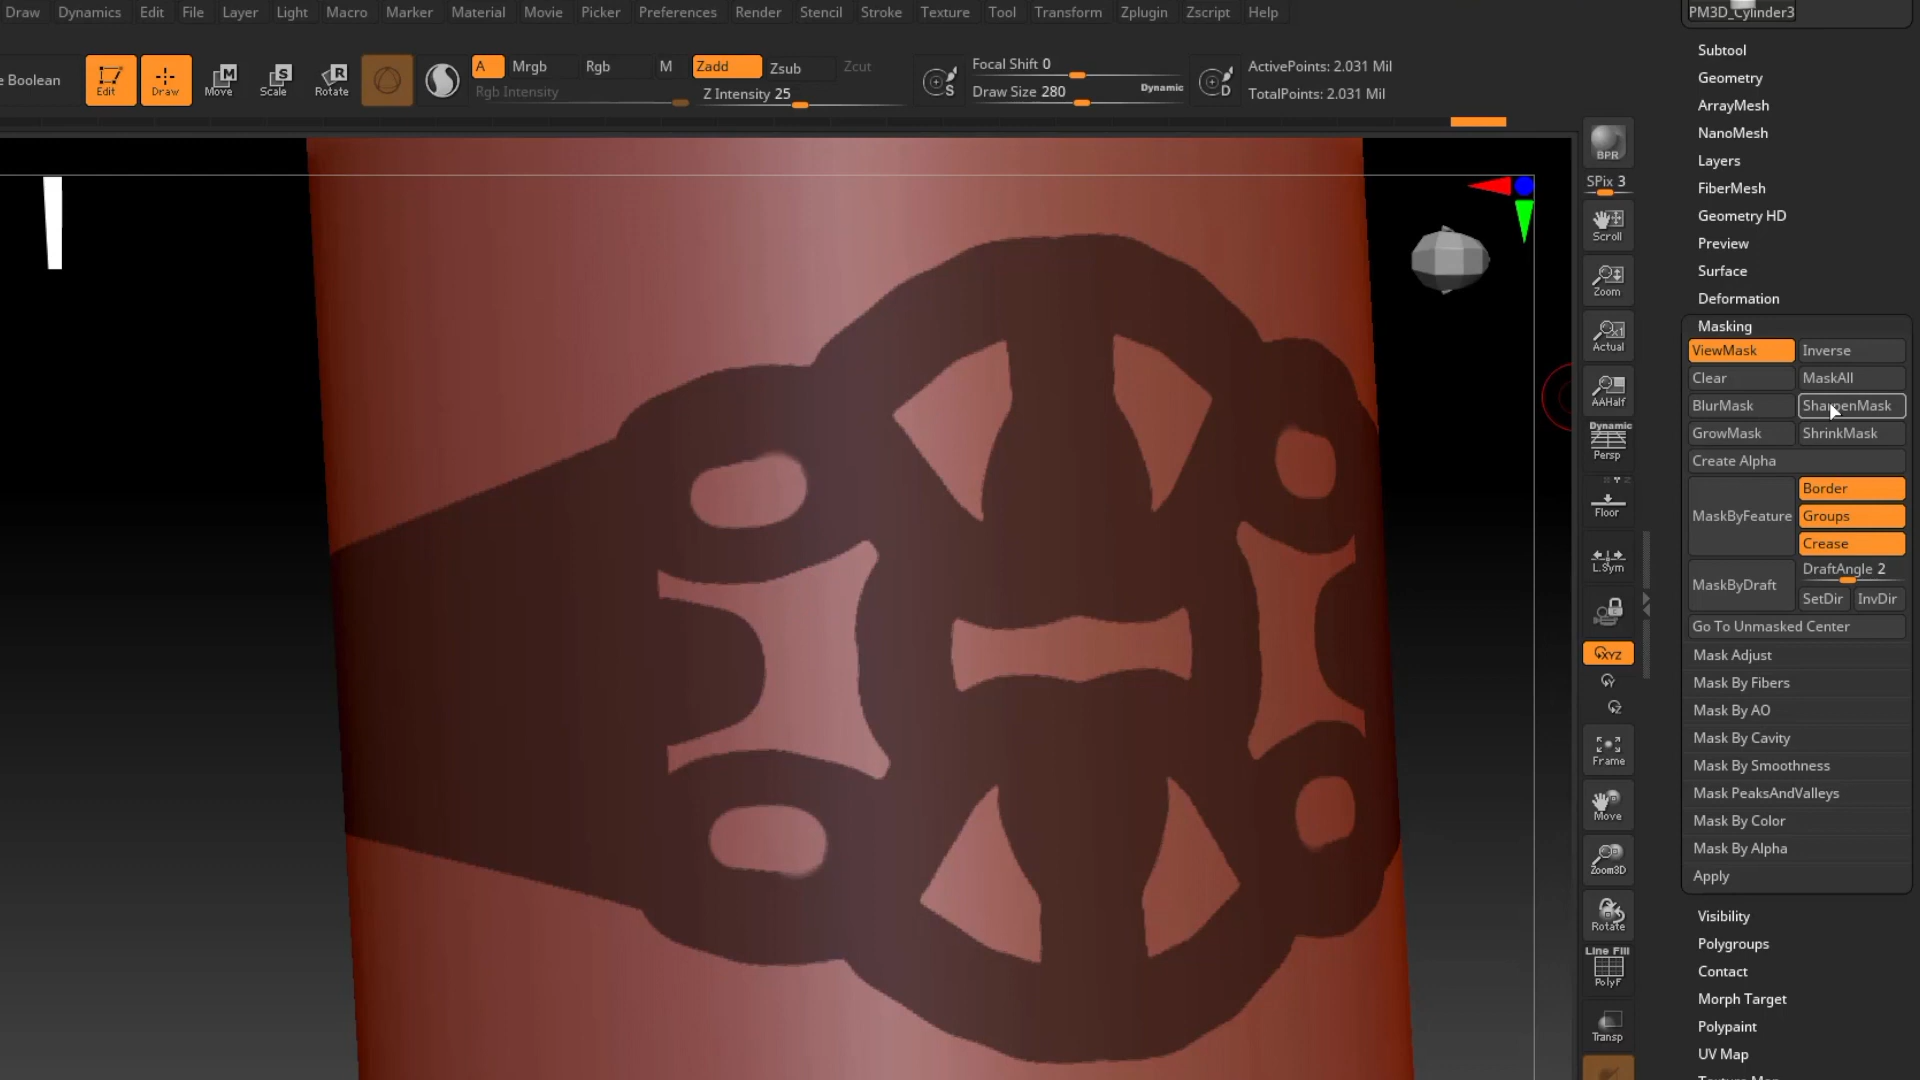 Draw Dynamics Edit File Layer Light Macro Marker Material Movie Picker Preferences Render Stencil Stroke Texture Tool Transform Zplugin Zscript Help
PM3D_Cylinder3
e Boolean
Edit
Draw
M
Move
S
Scale
R
Rotate
A Mrgb Rgb M Zadd Zsub Zcut
Rgb Intensity
Z Intensity 25
S
Focal Shift 0
Draw Size 280
Dynamic
D
ActivePoints: 2.031 Mil
TotalPoints: 2.031 Mil
BPR
SPix 3
Scroll
Zoom
Actual
AAHalf
Dynamic
Persp
Floor
L.Sym
XYZ
Y
Z
Frame
Move
Zoom3D
Rotate
Line Fill
PolyF
Transp
Subtool
Geometry
ArrayMesh
NanoMesh
Layers
FiberMesh
Geometry HD
Preview
Surface
Deformation
Masking
ViewMask Inverse
Clear MaskAll
BlurMask SharpenMask
GrowMask ShrinkMask
Create Alpha
MaskByFeature
Border
Groups
Crease
MaskByDraft
DraftAngle 2
SetDir InvDir
Go To Unmasked Center
Mask Adjust
Mask By Fibers
Mask By AO
Mask By Cavity
Mask By Smoothness
Mask PeaksAndValleys
Mask By Color
Mask By Alpha
Apply
Visibility
Polygroups
Contact
Morph Target
Polypaint
UV Map